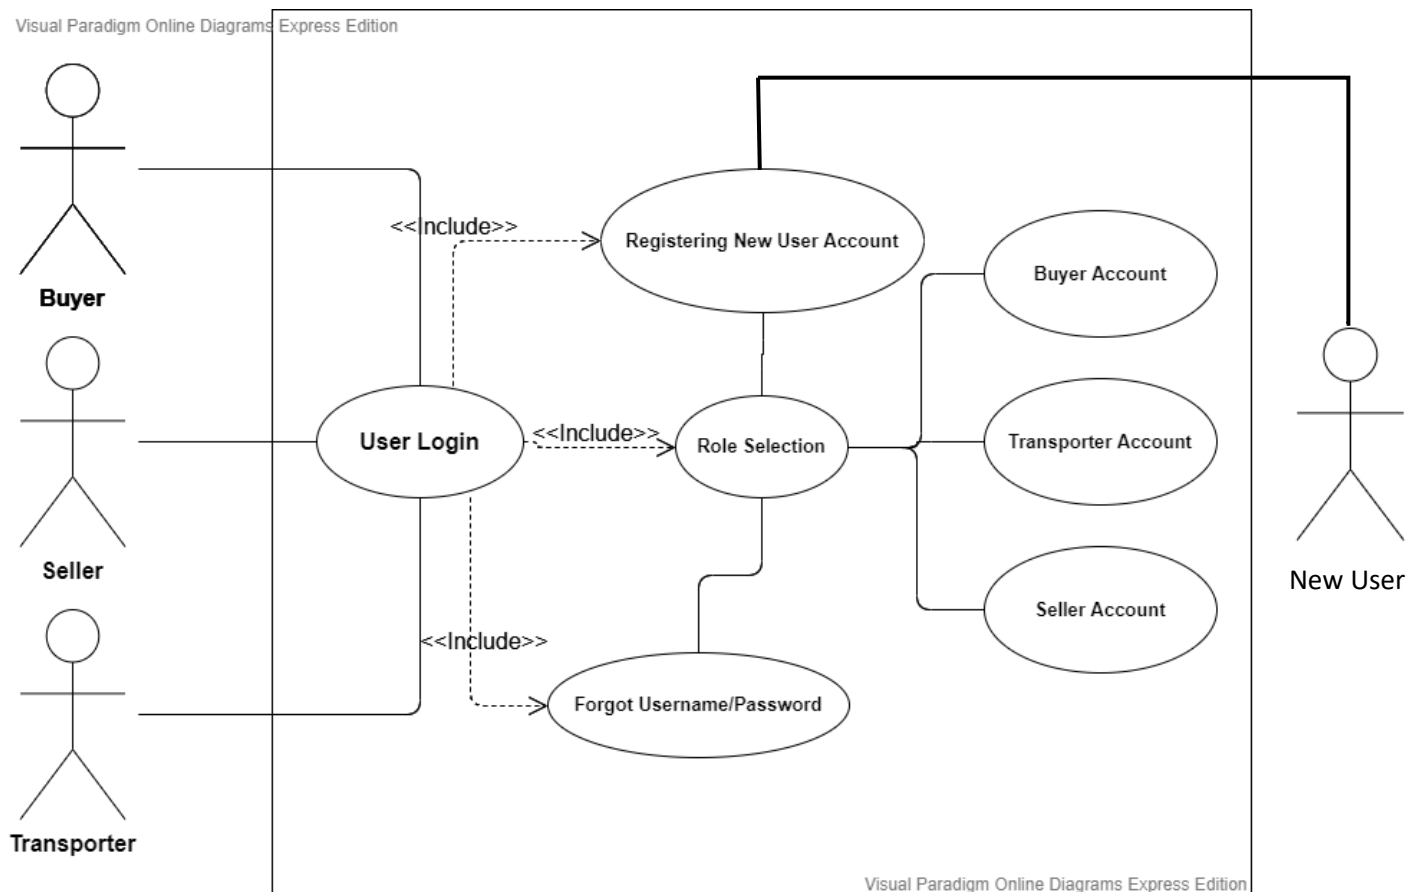 Visual Paradigm Online Diagrams Express Edition
Buyer
Seller
Transporter
User Login
<<Include>>
<<Include>>
<<Include>>
Registering New User Account
Role Selection
Forgot Username/Password
Buyer Account
Transporter Account
Seller Account
New User
Visual Paradigm Online Diagrams Express Edition